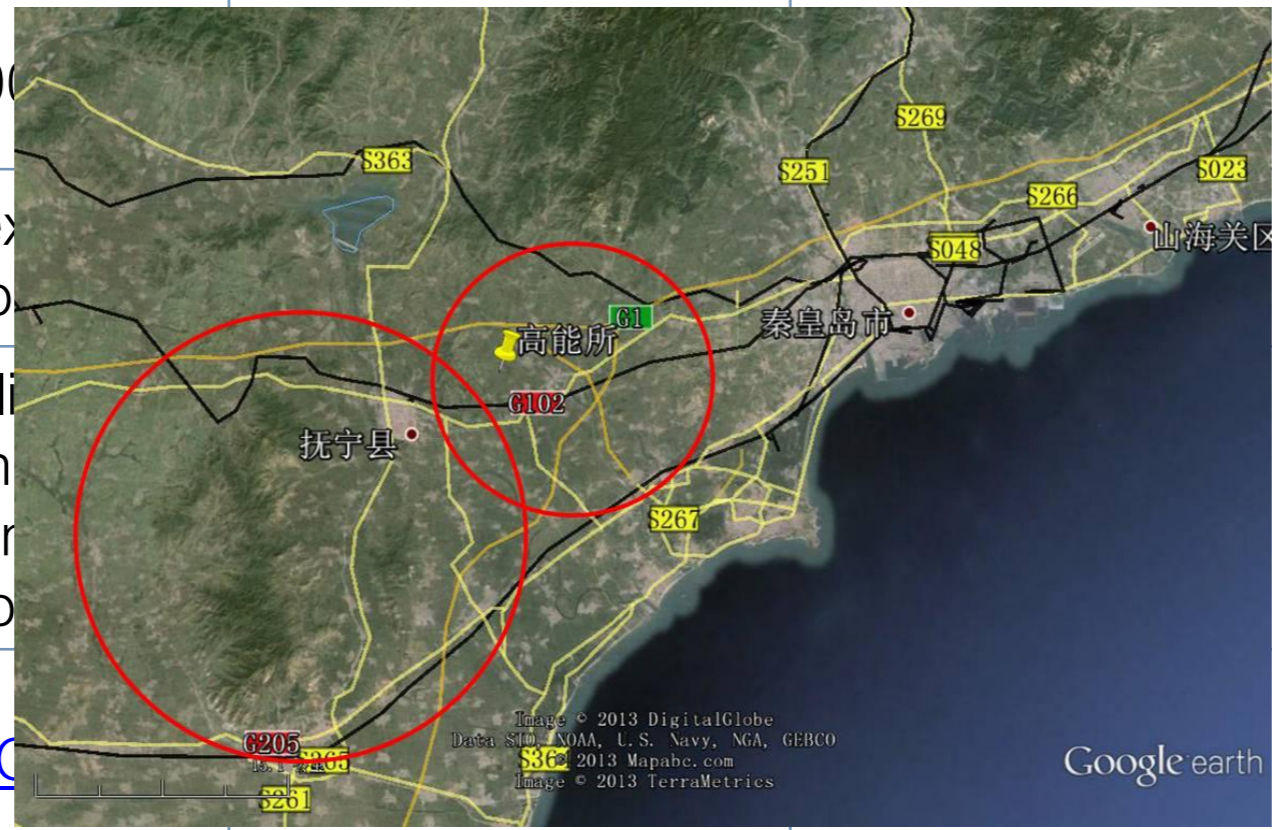 S269
S363
S251
S023
S266
山海关区
S048
G1
秦皇岛市
高能所
G102
抚宁县
S267
Image © 2013 DigitalGlobe
Data SIO, NOAA, U.S. Navy, NGA, GEBCO
G205
© 2013 Mapabc.com
Image © 2013 TerraMetrics
Google earth
S261